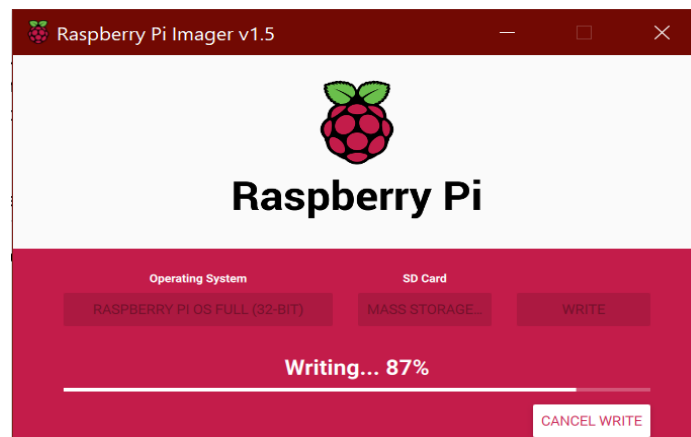 Raspberry Pi Imager v1.5
Raspberry Pi
Operating System
SD Card
RASPBERRY PI OS FULL (32-BIT)
MASS STORAGE...
WRITE
Writing... 87%
CANCEL WRITE